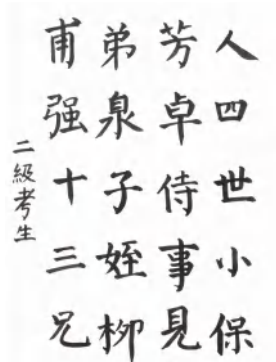 人四世小保
芳卓侍事見
弟泉子姪柳
甫强十三兄
二級考生